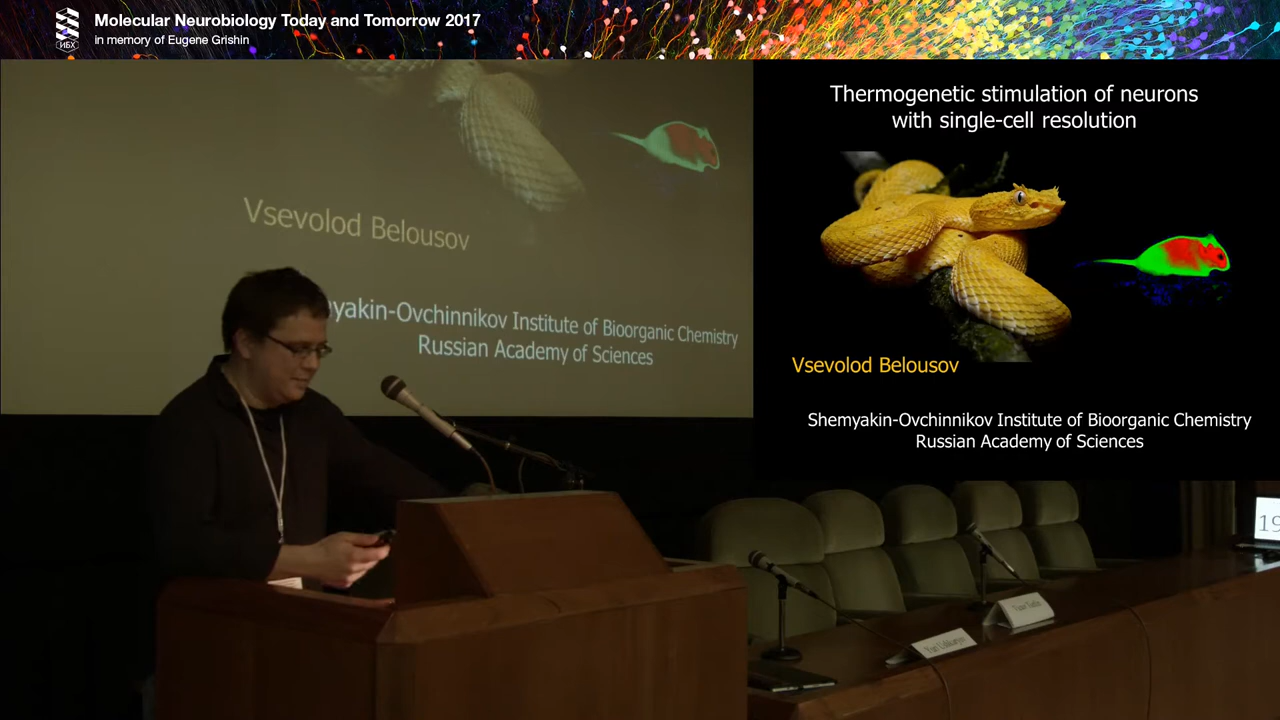 Molecular Neurobiology Today and Tomorrow 2017
in memory of Eugene Grishin
ИБХ
Vsevolod Belousov
yakin-Ovchinnikov Institute of Bioorganic Chemistry
Russian Academy of Sciences
Thermogenetic stimulation of neurons
with single-cell resolution
Vsevolod Belousov
Shemyakin-Ovchinnikov Institute of Bioorganic Chemistry
Russian Academy of Sciences
19